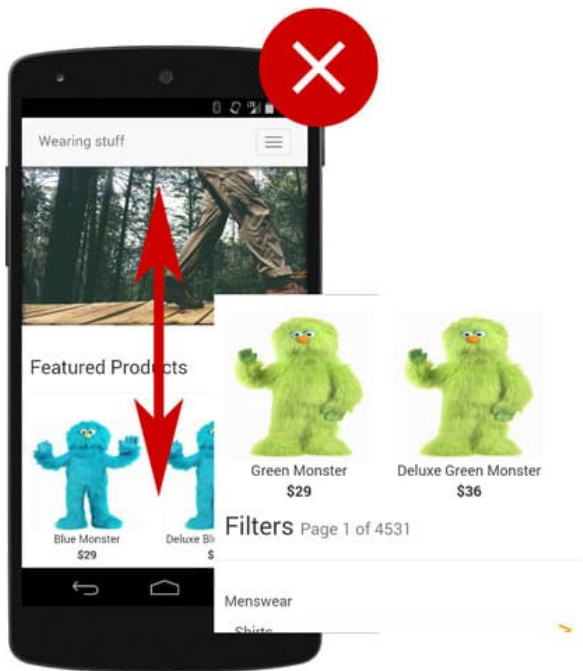 Wearing stuff
Featured Products
Blue Monster
$29
Green Monster
$29
Deluxe Green Monster
$36
Filters Page 1 of 4531
Menswear
Shirts